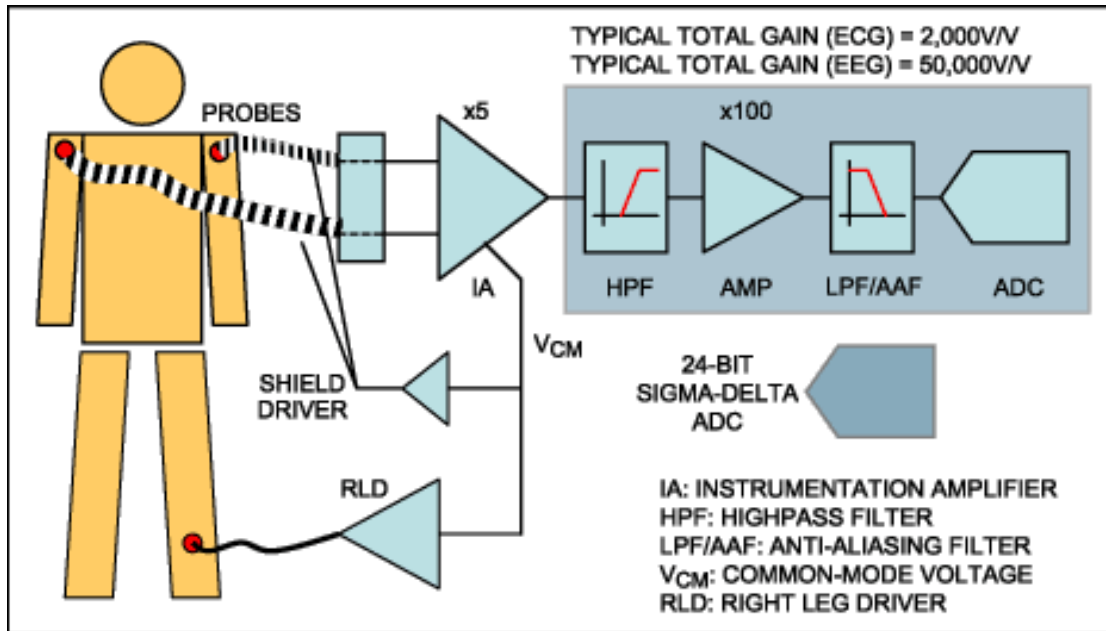 TYPICAL TOTAL GAIN (ECG) = 2,000V/V
TYPICAL TOTAL GAIN (EEG) = 50,000V/V
PROBES
x5
x100
IA
HPF
AMP
LPF/AAF
ADC
VCM
SHIELD
DRIVER
24-BIT
SIGMA-DELTA
ADC
RLD
IA: INSTRUMENTATION AMPLIFIER
HPF: HIGHPASS FILTER
LPF/AAF: ANTI-ALIASING FILTER
VCM: COMMON-MODE VOLTAGE
RLD: RIGHT LEG DRIVER